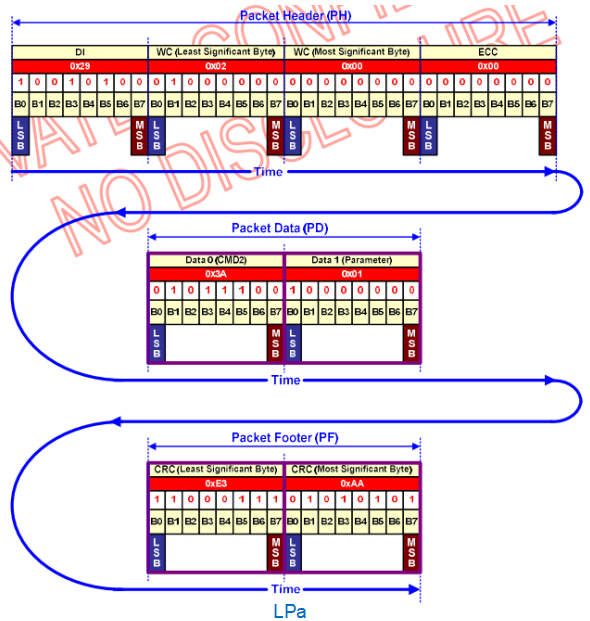 Packet Header (PH)
DI WC (Least Significant Byte) WC (Most Significant Byte) ECC
0x29 0x02 0x00 0x00
1 0 0 1 0 1 0 0 0 1 0 0 0 0 0 0 0 0 0 0 0 0 0 0 0 0 0 0 0 0 0 0
B0 B1 B2 B3 B4 B5 B6 B7 B0 B1 B2 B3 B4 B5 B6 B7 B0 B1 B2 B3 B4 B5 B6 B7 B0 B1 B2 B3 B4 B5 B6 B7
LSB MSB LSB MSB LSB MSB LSB MSB
NO DISCLOSURE
Time
Packet Data (PD)
Data 0 (CMD2) Data 1 (Parameter)
0x3A 0x01
0 1 0 1 1 1 0 0 1 0 0 0 0 0 0 0
B0 B1 B2 B3 B4 B5 B6 B7 B0 B1 B2 B3 B4 B5 B6 B7
LSB MSB LSB MSB
Time
Packet Footer (PF)
CRC (Least Significant Byte) CRC (Most Significant Byte)
0xE3 0xAA
1 1 0 0 0 1 1 1 0 1 0 1 0 1 0 1
B0 B1 B2 B3 B4 B5 B6 B7 B0 B1 B2 B3 B4 B5 B6 B7
LSB MSB LSB MSB
Time
LPa